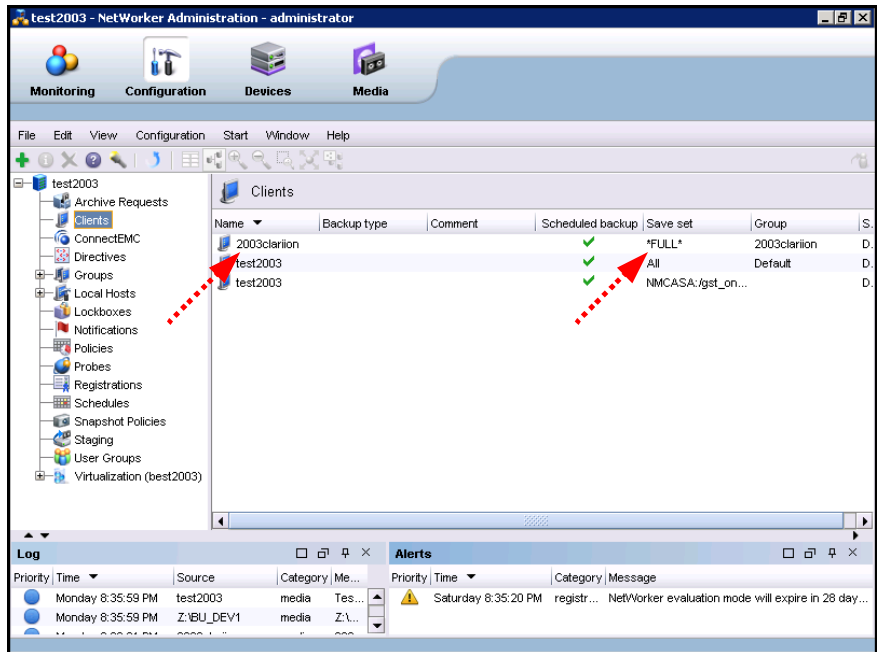 test2003 - NetWorker Administration - administrator
Monitoring Configuration Devices Media
File Edit View Configuration Start Window Help
test2003
Archive Requests
Clients
ConnectEMC
Directives
Groups
Local Hosts
Lockboxes
Notifications
Policies
Probes
Registrations
Schedules
Snapshot Policies
Staging
User Groups
Virtualization (best2003)
Clients
Name Backup type Comment Scheduled backup Save set Group S.
2003clariion *FULL* 2003clariion D.
test2003 All Default D.
test2003 NMCASA:/gst_on... D.
Log
Priority Time Source Category Me...
Monday 8:35:59 PM test2003 media Tes...
Monday 8:35:59 PM Z:\BU_DEV1 media Z:\...
Alerts
Priority Time Category Message
Saturday 8:35:20 PM registr... NetWorker evaluation mode will expire in 28 day...